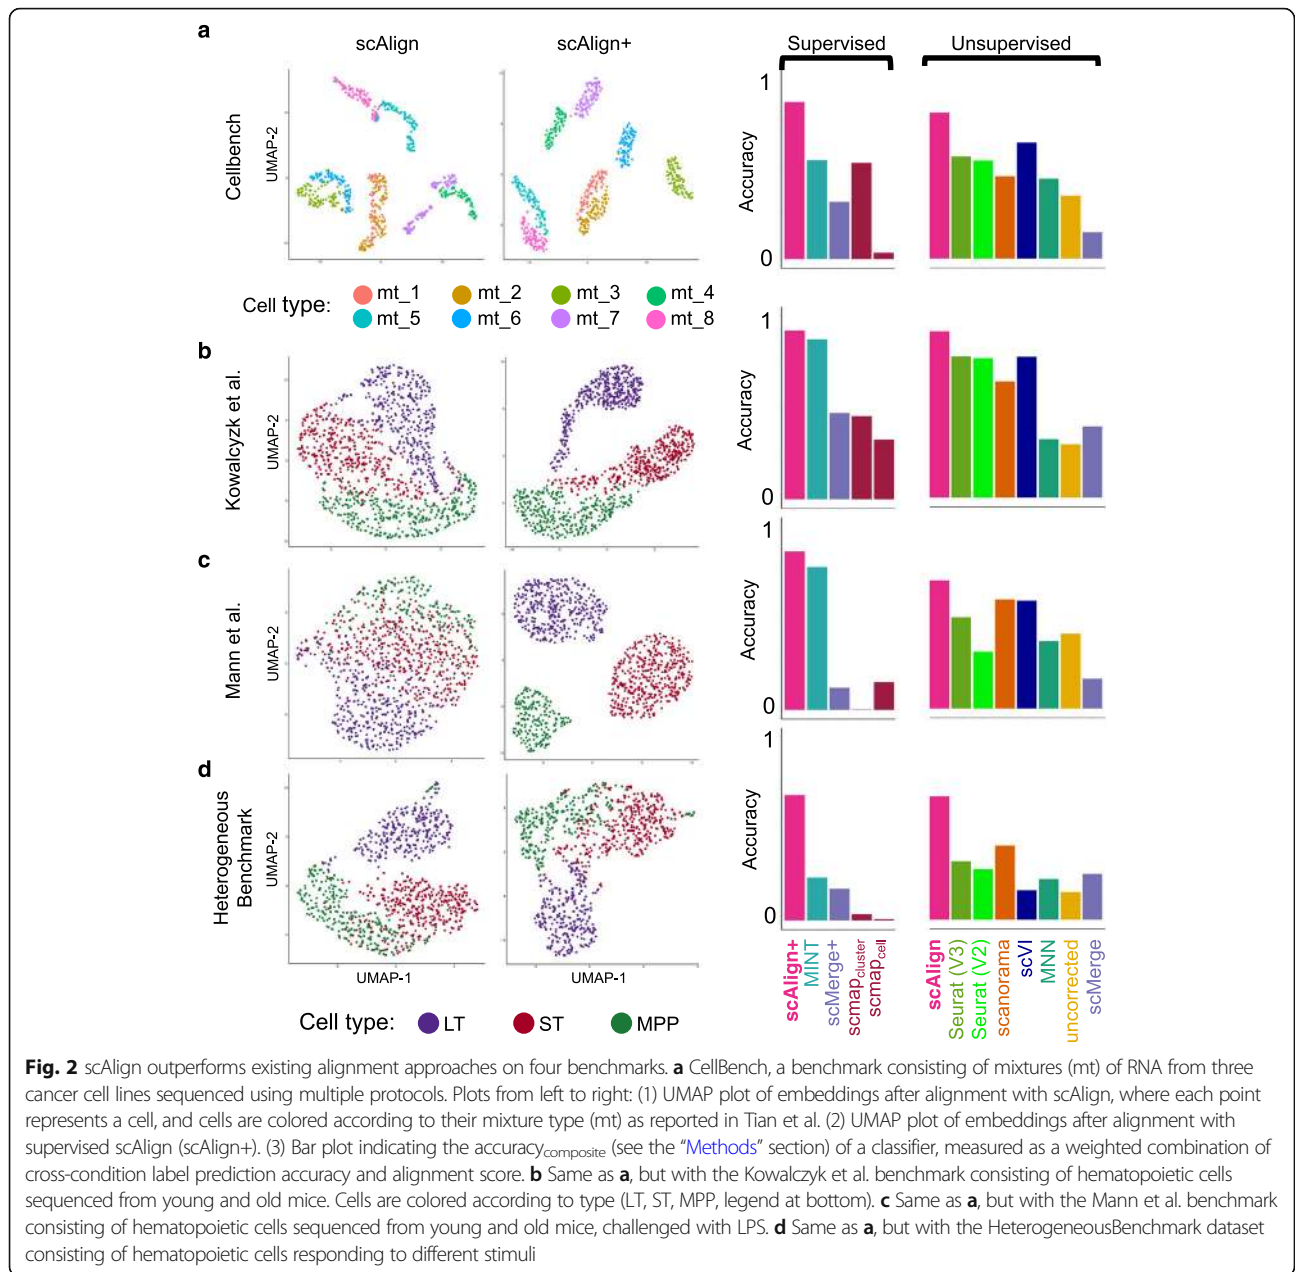 a
scAlign
scAlign+
Supervised
Unsupervised
Cellbench
UMAP-2
Accuracy
1
0
Cell type:
mt_1
mt_2
mt_3
mt_4
mt_5
mt_6
mt_7
mt_8
b
Kowalcyzk et al.
UMAP-2
Accuracy
1
0
c
Mann et al.
UMAP-2
Accuracy
1
0
d
Heterogeneous
Benchmark
UMAP-2
UMAP-1
UMAP-1
Accuracy
1
0
scAlign+
MINT
scMerge+
scmapcluster
scmapcell
scAlign
Seurat (V3)
Seurat (V2)
scanorama
scVI
MNN
uncorrected
scMerge
Cell type:
LT
ST
MPP
Fig. 2 scAlign outperforms existing alignment approaches on four benchmarks. a CellBench, a benchmark consisting of mixtures (mt) of RNA from three
cancer cell lines sequenced using multiple protocols. Plots from left to right: (1) UMAP plot of embeddings after alignment with scAlign, where each point
represents a cell, and cells are colored according to their mixture type (mt) as reported in Tian et al. (2) UMAP plot of embeddings after alignment with
supervised scAlign (scAlign+). (3) Bar plot indicating the accuracycomposite (see the “Methods” section) of a classifier, measured as a weighted combination of
cross-condition label prediction accuracy and alignment score. b Same as a, but with the Kowalczyk et al. benchmark consisting of hematopoietic cells
sequenced from young and old mice. Cells are colored according to type (LT, ST, MPP, legend at bottom). c Same as a, but with the Mann et al. benchmark
consisting of hematopoietic cells sequenced from young and old mice, challenged with LPS. d Same as a, but with the HeterogeneousBenchmark dataset
consisting of hematopoietic cells responding to different stimuli